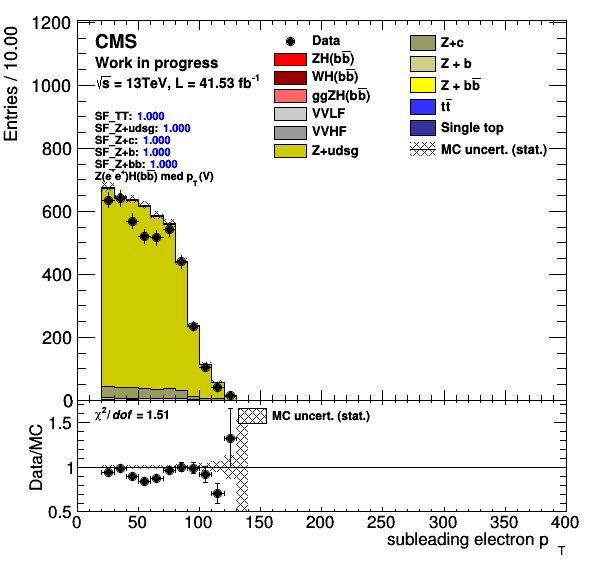 Entries / 10.00
1200
1000
800
600
400
200
0
CMS
Work in progress
√s = 13TeV, L = 41.53 fb⁻¹
SF_TT: 1.000
SF_Z+udsg: 1.000
SF_Z+c: 1.000
SF_Z+b: 1.000
SF_Z+bb: 1.000
Z(e⁻e⁺)H(bb̅) med p_T(V)
Data
ZH(bb̅)
WH(bb̅)
ggZH(bb̅)
VVLF
VVHF
Z+udsg
Z+c
Z + b
Z + bb̅
tt̅
Single top
MC uncert. (stat.)
Data/MC
1.5
1
0.5
χ²/dof = 1.51
MC uncert. (stat.)
0 50 100 150 200 250 300 350 400
subleading electron p_T